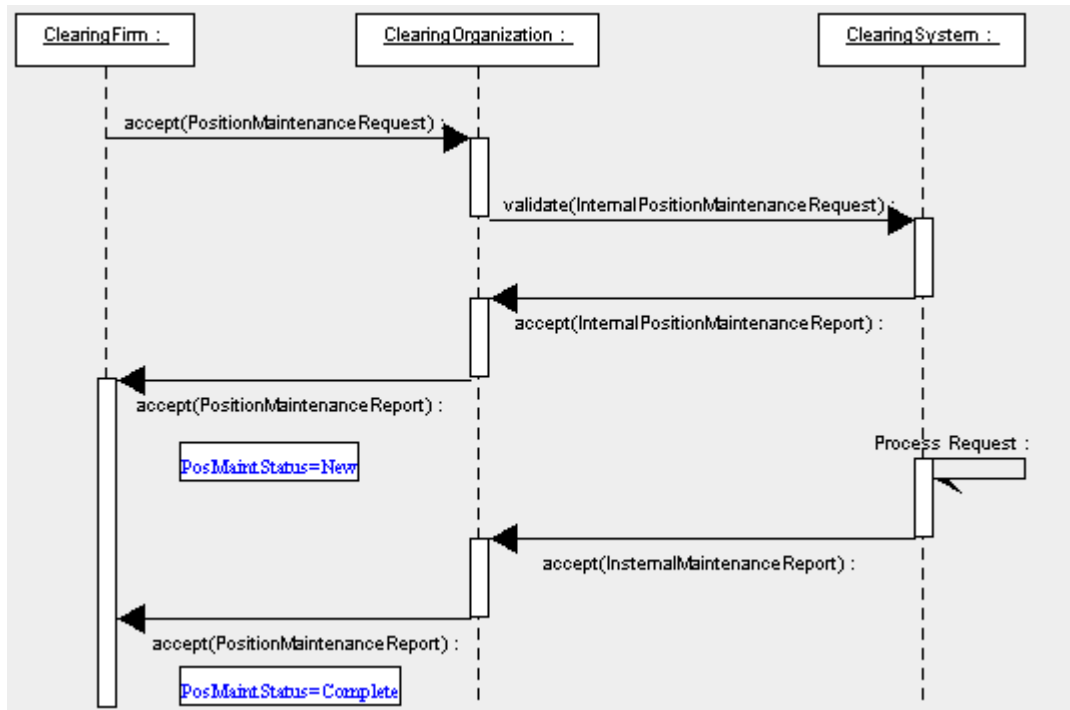 ClearingFirm :
ClearingOrganization :
ClearingSystem :
accept(PositionMaintenanceRequest) :
validate(InternalPositionMaintenanceRequest) :
accept(InternalPositionMaintenanceReport) :
accept(PositionMaintenanceReport) :
PosMaintStatus=New
Process Request :
accept(InsternalMaintenanceReport) :
accept(PositionMaintenanceReport) :
PosMaintStatus=Complete